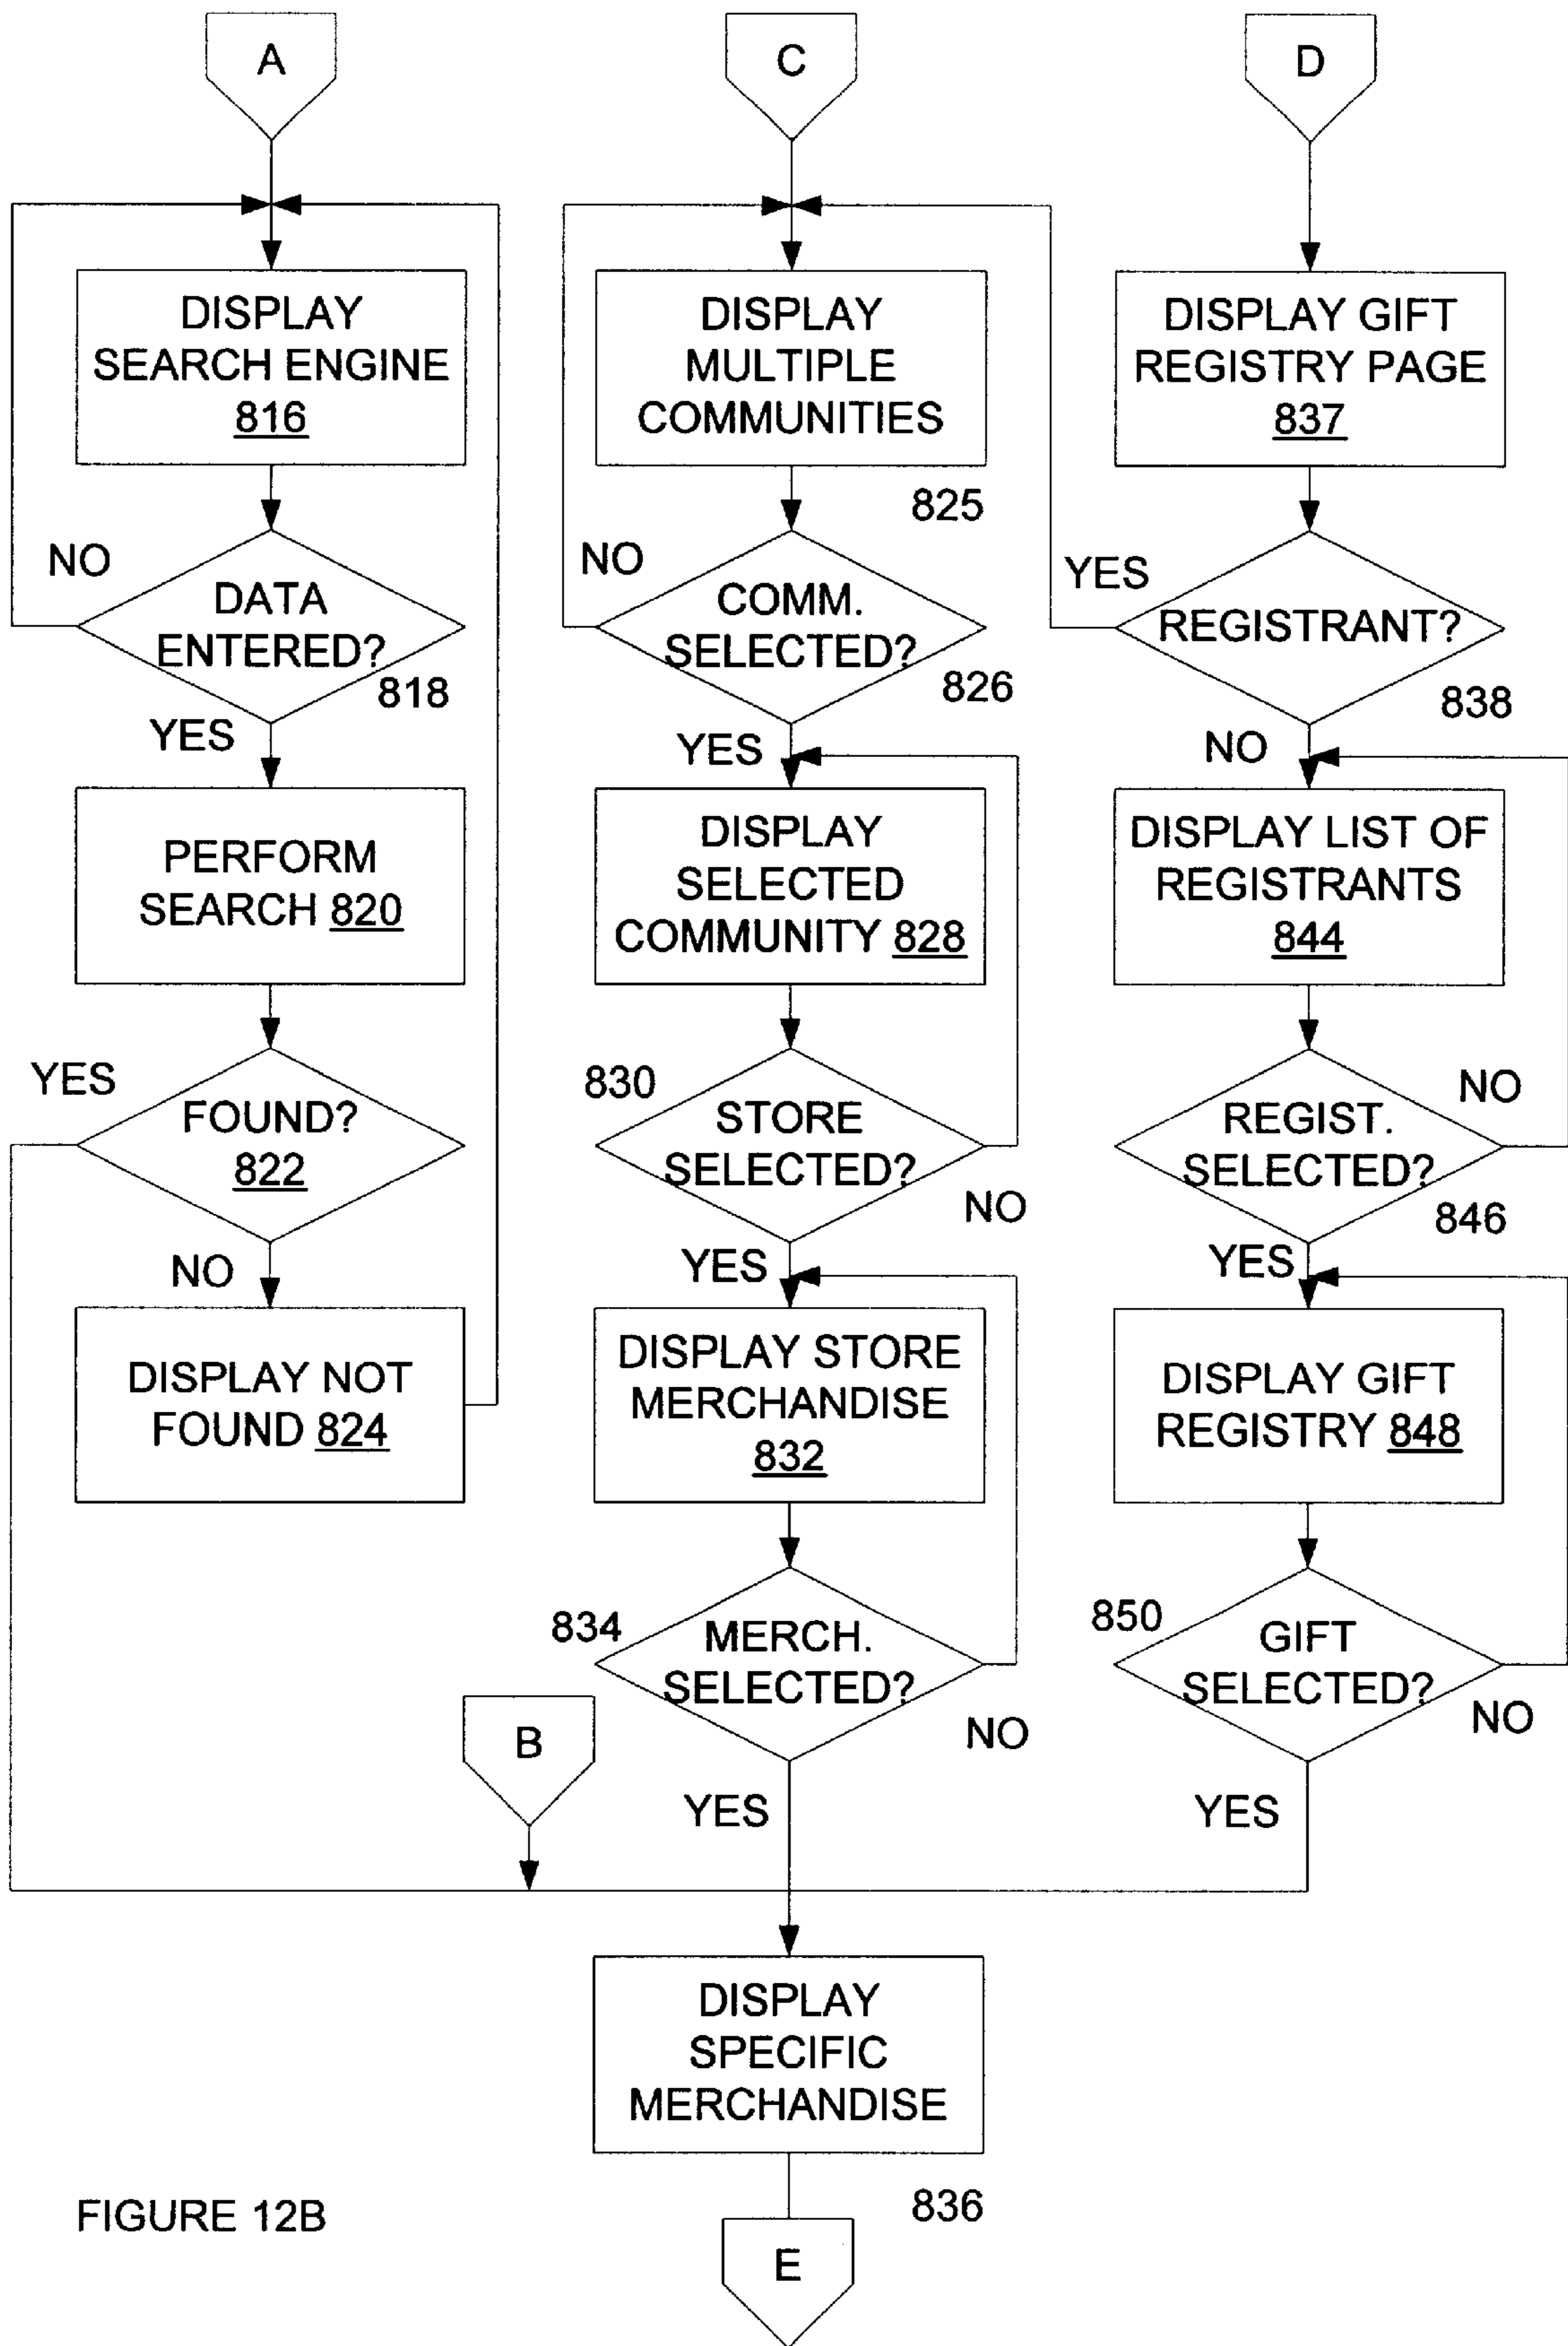 A
C
D
DISPLAY
SEARCH ENGINE
816
DISPLAY
MULTIPLE
COMMUNITIES
825
DISPLAY GIFT
REGISTRY PAGE
837
NO
DATA
ENTERED?
818
YES
NO
COMM.
SELECTED?
826
YES
YES
REGISTRANT?
838
NO
PERFORM
SEARCH 820
DISPLAY
SELECTED
COMMUNITY 828
DISPLAY LIST OF
REGISTRANTS
844
YES
FOUND?
822
NO
830
STORE
SELECTED?
NO
YES
NO
REGIST.
SELECTED?
846
YES
DISPLAY NOT
FOUND 824
DISPLAY STORE
MERCHANDISE
832
DISPLAY GIFT
REGISTRY 848
834
MERCH.
SELECTED?
NO
YES
850
GIFT
SELECTED?
NO
YES
B
DISPLAY
SPECIFIC
MERCHANDISE
836
FIGURE 12B
E